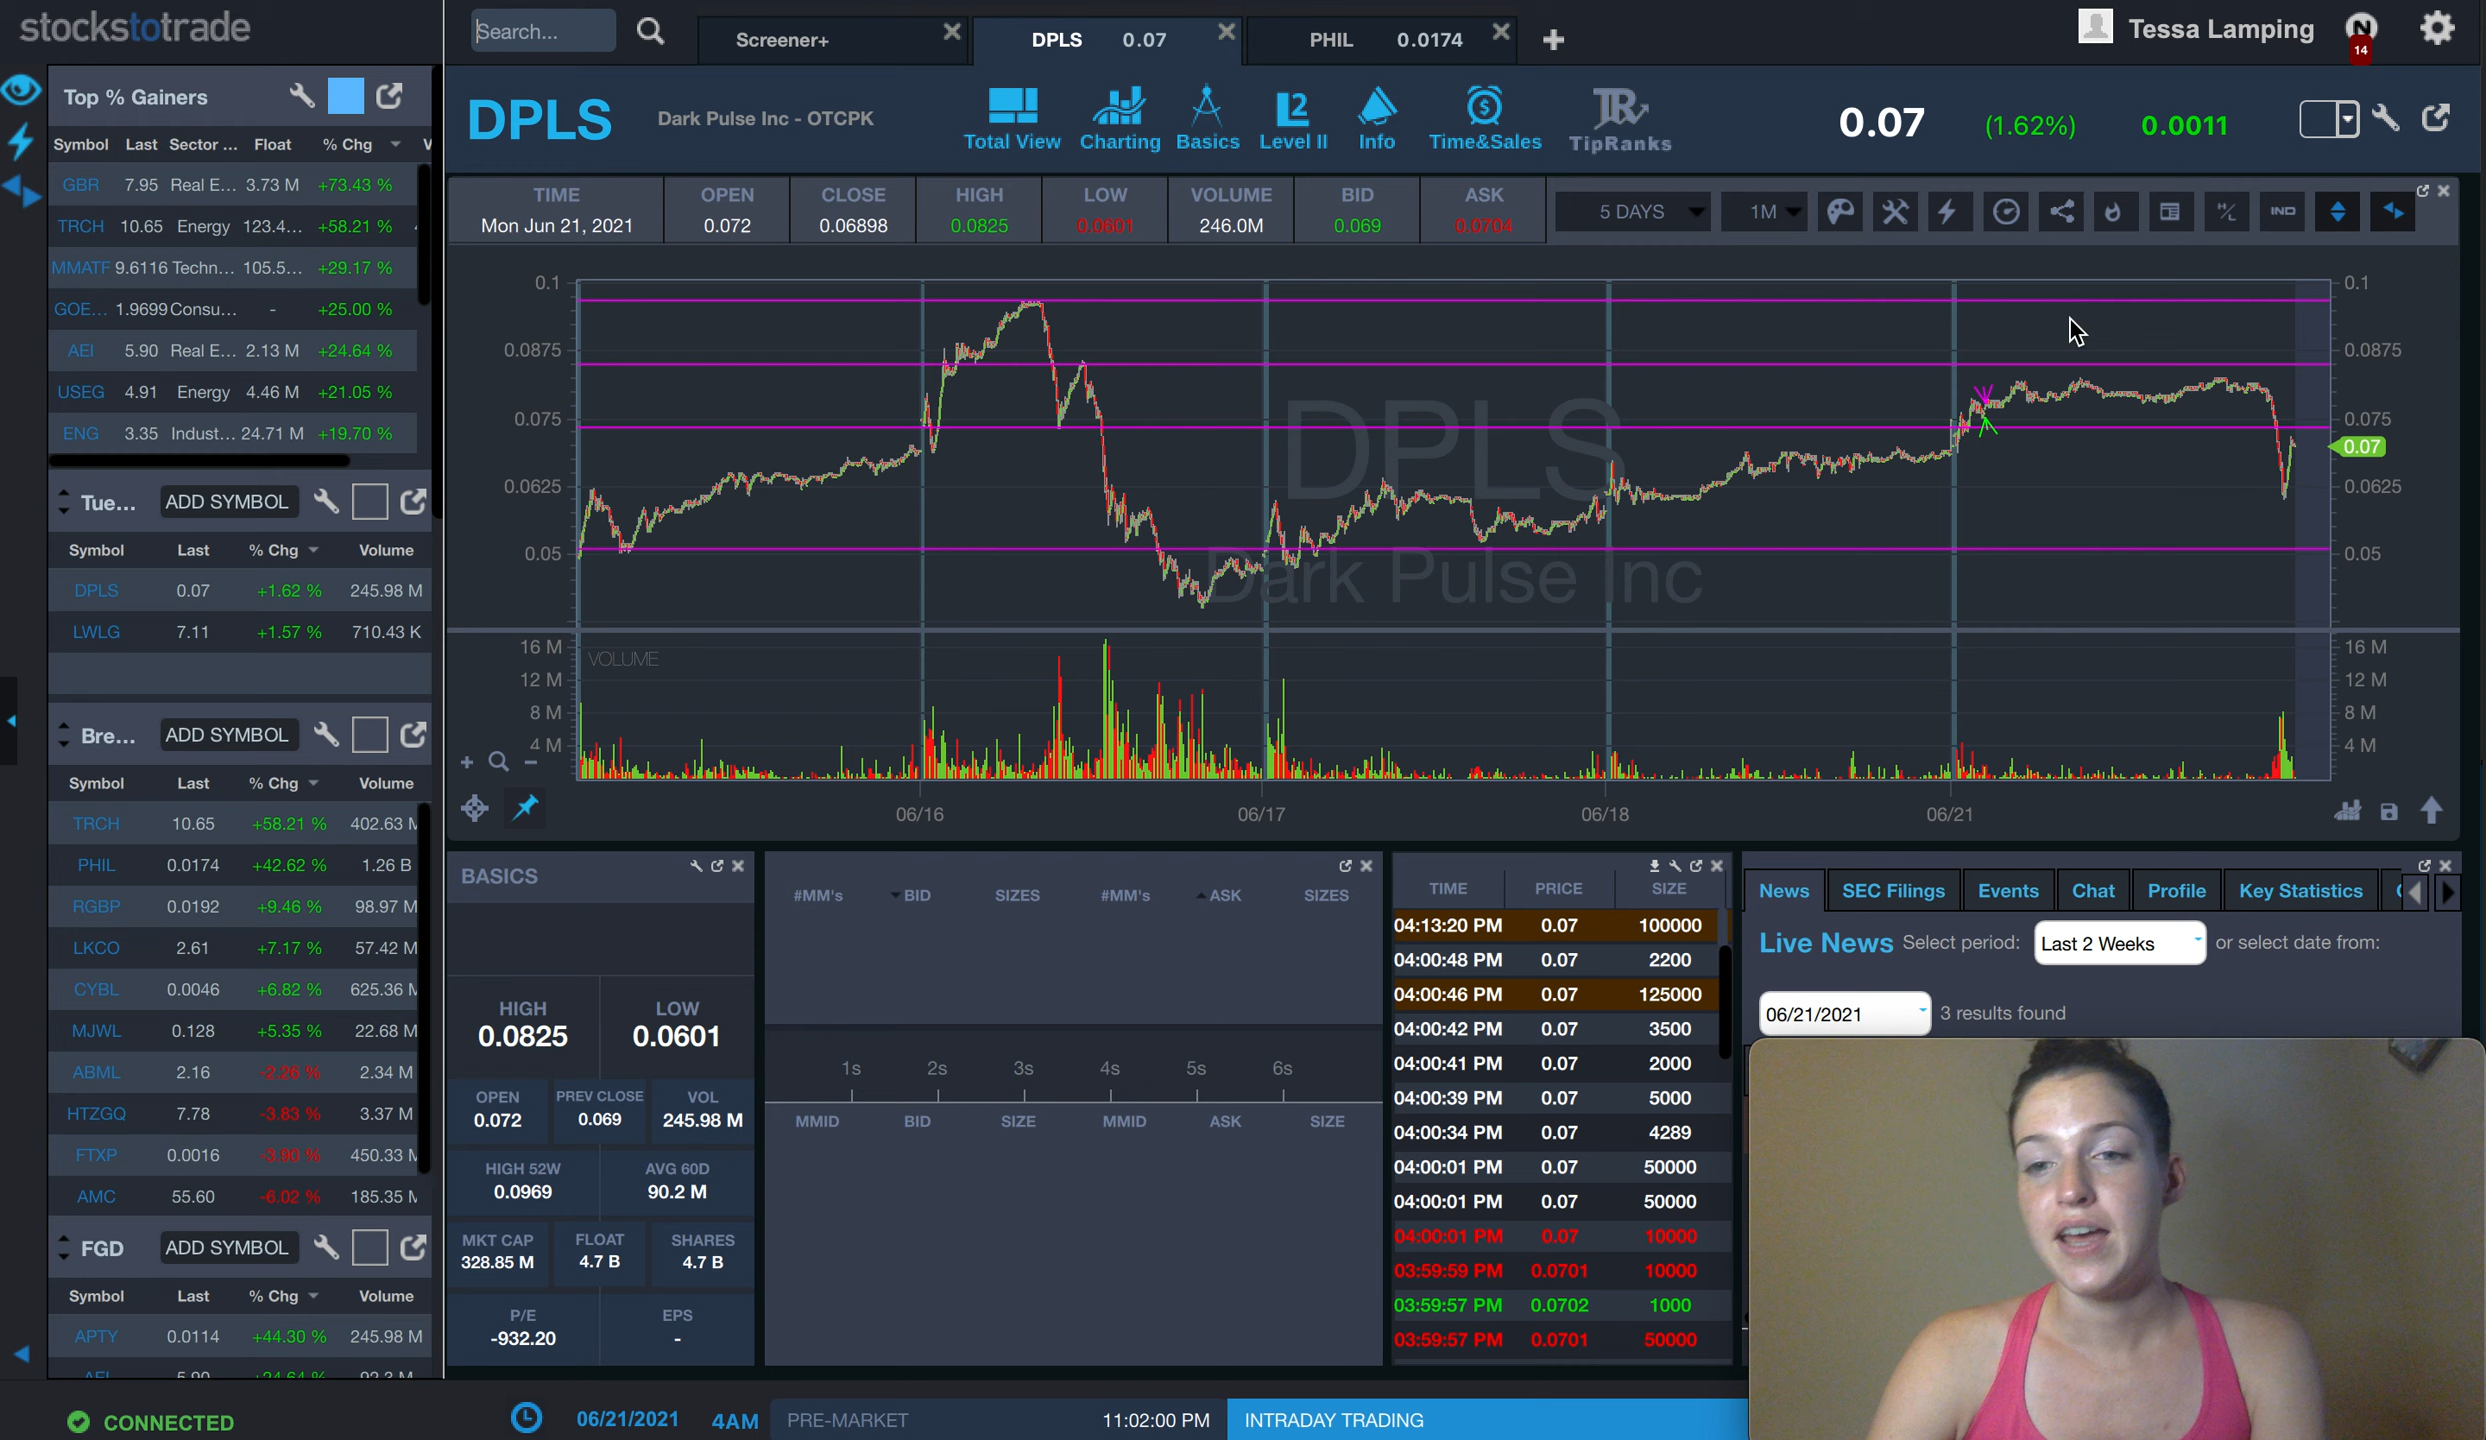 stockstotrade
Search...
Screener+
DPLS 0.07
PHIL 0.0174
Tessa Lamping
N
14
Top % Gainers
Symbol Last Sector ... Float % Chg V
GBR 7.95 Real E... 3.73 M +73.43 %
TRCH 10.65 Energy 123.4... +58.21 %
MMATF 9.6116 Techn... 105.5... +29.17 %
GOE... 1.9699 Consu... - +25.00 %
AEI 5.90 Real E... 2.13 M +24.64 %
USEG 4.91 Energy 4.46 M +21.05 %
ENG 3.35 Indust... 24.71 M +19.70 %
Tue... ADD SYMBOL
Symbol Last % Chg Volume
DPLS 0.07 +1.62 % 245.98 M
LWLG 7.11 +1.57 % 710.43 K
Bre... ADD SYMBOL
Symbol Last % Chg Volume
TRCH 10.65 +58.21 % 402.63 M
PHIL 0.0174 +42.62 % 1.26 B
RGBP 0.0192 +9.46 % 98.97 M
LKCO 2.61 +7.17 % 57.42 M
CYBL 0.0046 +6.82 % 625.36 M
MJWL 0.128 +5.35 % 22.68 M
ABML 2.16 -2.26 % 2.34 M
HTZGQ 7.78 -3.83 % 3.37 M
FTXP 0.0016 -3.90 % 450.33 M
AMC 55.60 -6.02 % 185.35 M
FGD ADD SYMBOL
Symbol Last % Chg Volume
APTY 0.0114 +44.30 % 245.98 M
AEI 5.90 +24.64 % 92.3 M
CONNECTED
DPLS Dark Pulse Inc - OTCPK
Total View Charting Basics Level II Info Time&Sales TipRanks
0.07 (1.62%) 0.0011
TIME OPEN CLOSE HIGH LOW VOLUME BID ASK
Mon Jun 21, 2021 0.072 0.06898 0.0825 0.0601 246.0M 0.069 0.0704
5 DAYS 1M H/L IND
0.1 0.1
0.0875 0.0875
0.075 0.075
0.07
0.0625 0.0625
0.05 0.05
DPLS
Dark Pulse Inc
VOLUME
16 M 16 M
12 M 12 M
8 M 8 M
4 M 4 M
06/16 06/17 06/18 06/21
BASICS
HIGH LOW
0.0825 0.0601
OPEN PREV CLOSE VOL
0.072 0.069 245.98 M
HIGH 52W AVG 60D
0.0969 90.2 M
MKT CAP FLOAT SHARES
328.85 M 4.7 B 4.7 B
P/E EPS
-932.20 -
#MM's BID SIZES #MM's ASK SIZES
1s 2s 3s 4s 5s 6s
MMID BID SIZE MMID ASK SIZE
TIME PRICE SIZE
04:13:20 PM 0.07 100000
04:00:48 PM 0.07 2200
04:00:46 PM 0.07 125000
04:00:42 PM 0.07 3500
04:00:41 PM 0.07 2000
04:00:39 PM 0.07 5000
04:00:34 PM 0.07 4289
04:00:01 PM 0.07 50000
04:00:01 PM 0.07 50000
04:00:01 PM 0.07 10000
03:59:59 PM 0.0701 10000
03:59:57 PM 0.0702 1000
03:59:57 PM 0.0701 50000
News SEC Filings Events Chat Profile Key Statistics
Live News Select period: Last 2 Weeks or select date from:
06/21/2021 3 results found
06/21/2021 4AM PRE-MARKET 11:02:00 PM INTRADAY TRADING